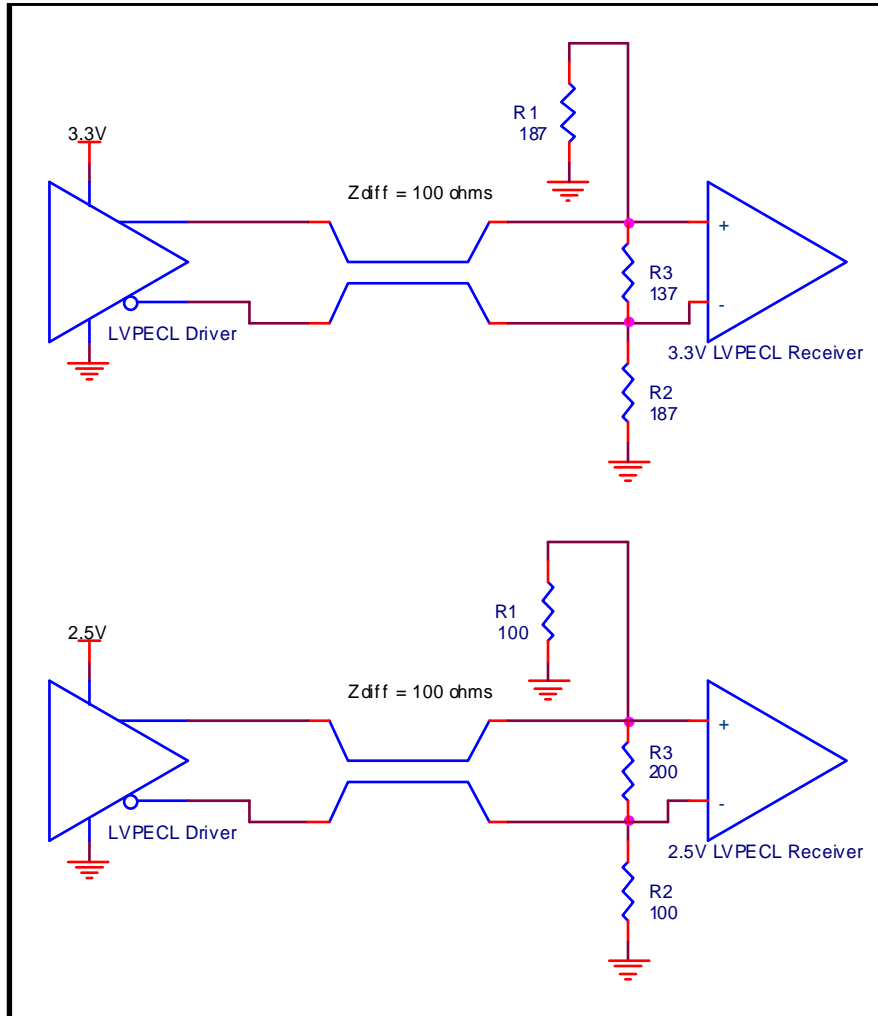 R1
187
3.3V
Zdiff = 100 ohms
+
R3
137
-
LVPECL Driver
3.3V LVPECL Receiver
R2
187
R1
100
2.5V
Zdiff = 100 ohms
+
R3
200
-
LVPECL Driver
2.5V LVPECL Receiver
R2
100